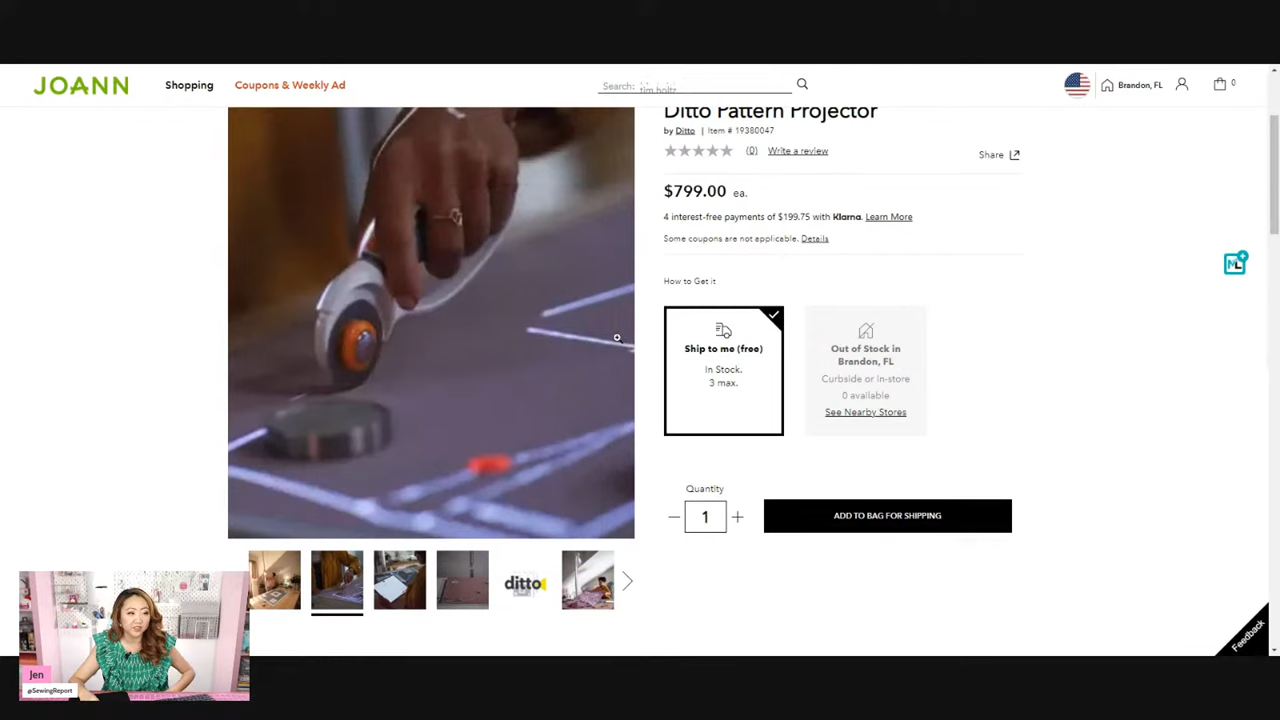 JOANN
Shopping
Coupons & Weekly Ad
Search:
Brandon, FL
0
Ditto Pattern Projector
by Ditto | Item # 19380047
(0) Write a review
Share
$799.00 ea.
4 interest-free payments of $199.75 with Klarna. Learn More
Some coupons are not applicable. Details
How to Get it
Ship to me (free)
In Stock.
3 max.
Out of Stock in
Brandon, FL
Curbside or in-store
0 available
See Nearby Stores
Quantity
1
ADD TO BAG FOR SHIPPING
ditto
Feedback
Jen
@SewingReport